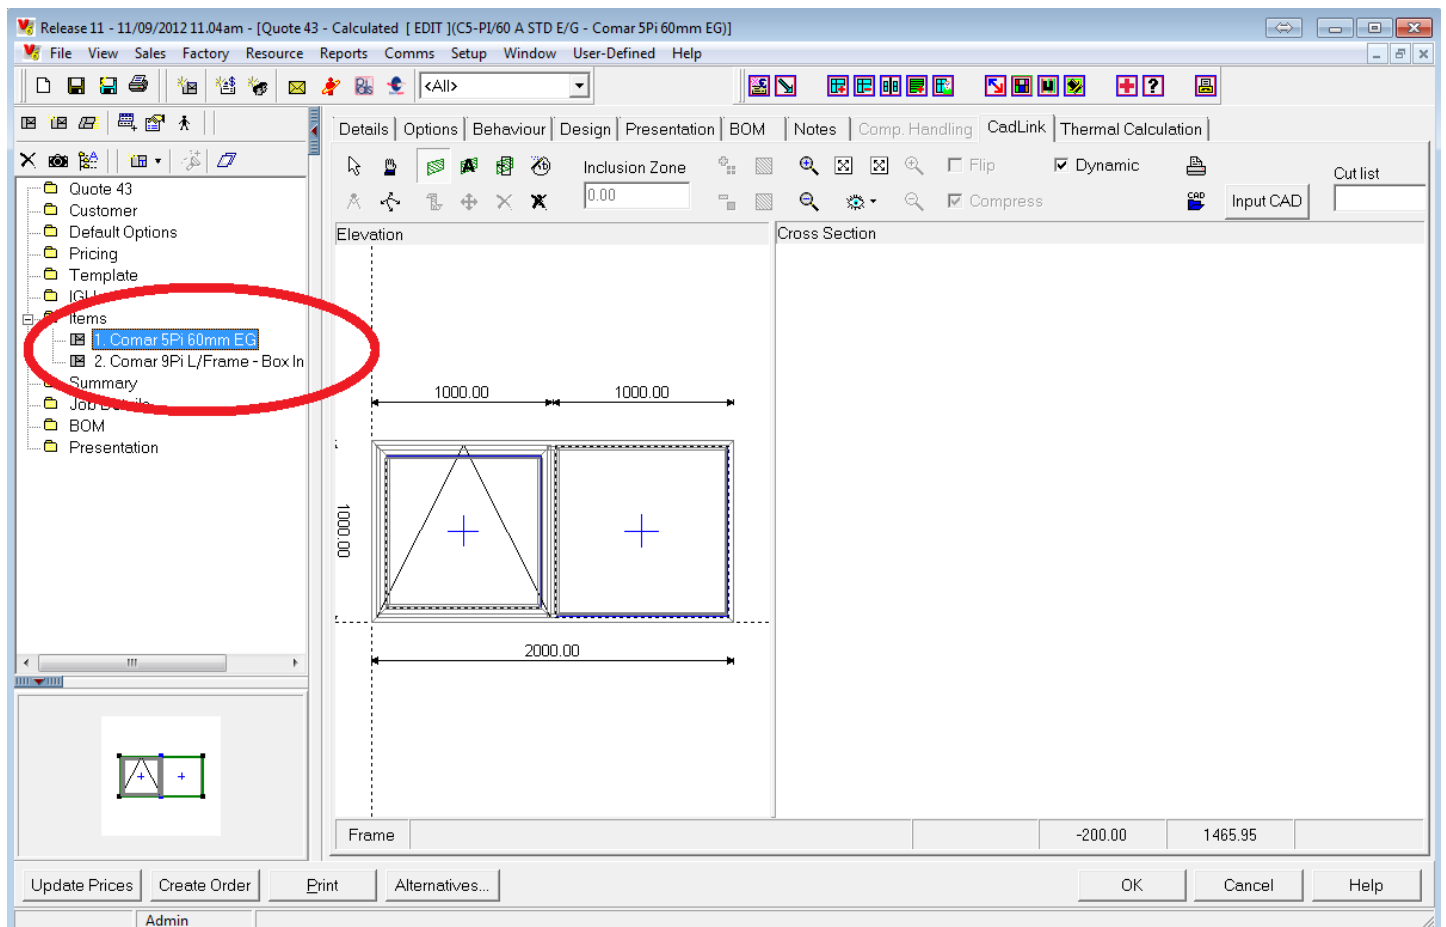 Release 11 - 11/09/2012 11.04am - [Quote 43 - Calculated [ EDIT ](C5-PI/60 A STD E/G - Comar 5Pi 60mm EG)]
File View Sales Factory Resource Reports Comms Setup Window User-Defined Help
<All>
Details Options Behaviour Design Presentation BOM Notes Comp. Handling CadLink Thermal Calculation
Inclusion Zone Flip Dynamic Cut list
0.00 Compress CAD Input CAD
Quote 43
Customer
Default Options
Pricing
Template
Items
1. Comar 5Pi 60mm EG
2. Comar 9Pi L/Frame - Box In
Summary
Job Details
BOM
Presentation
Elevation
Cross Section
1000.00 1000.00
1000.00
2000.00
Frame -200.00 1465.95
Update Prices Create Order Print Alternatives... OK Cancel Help
Admin